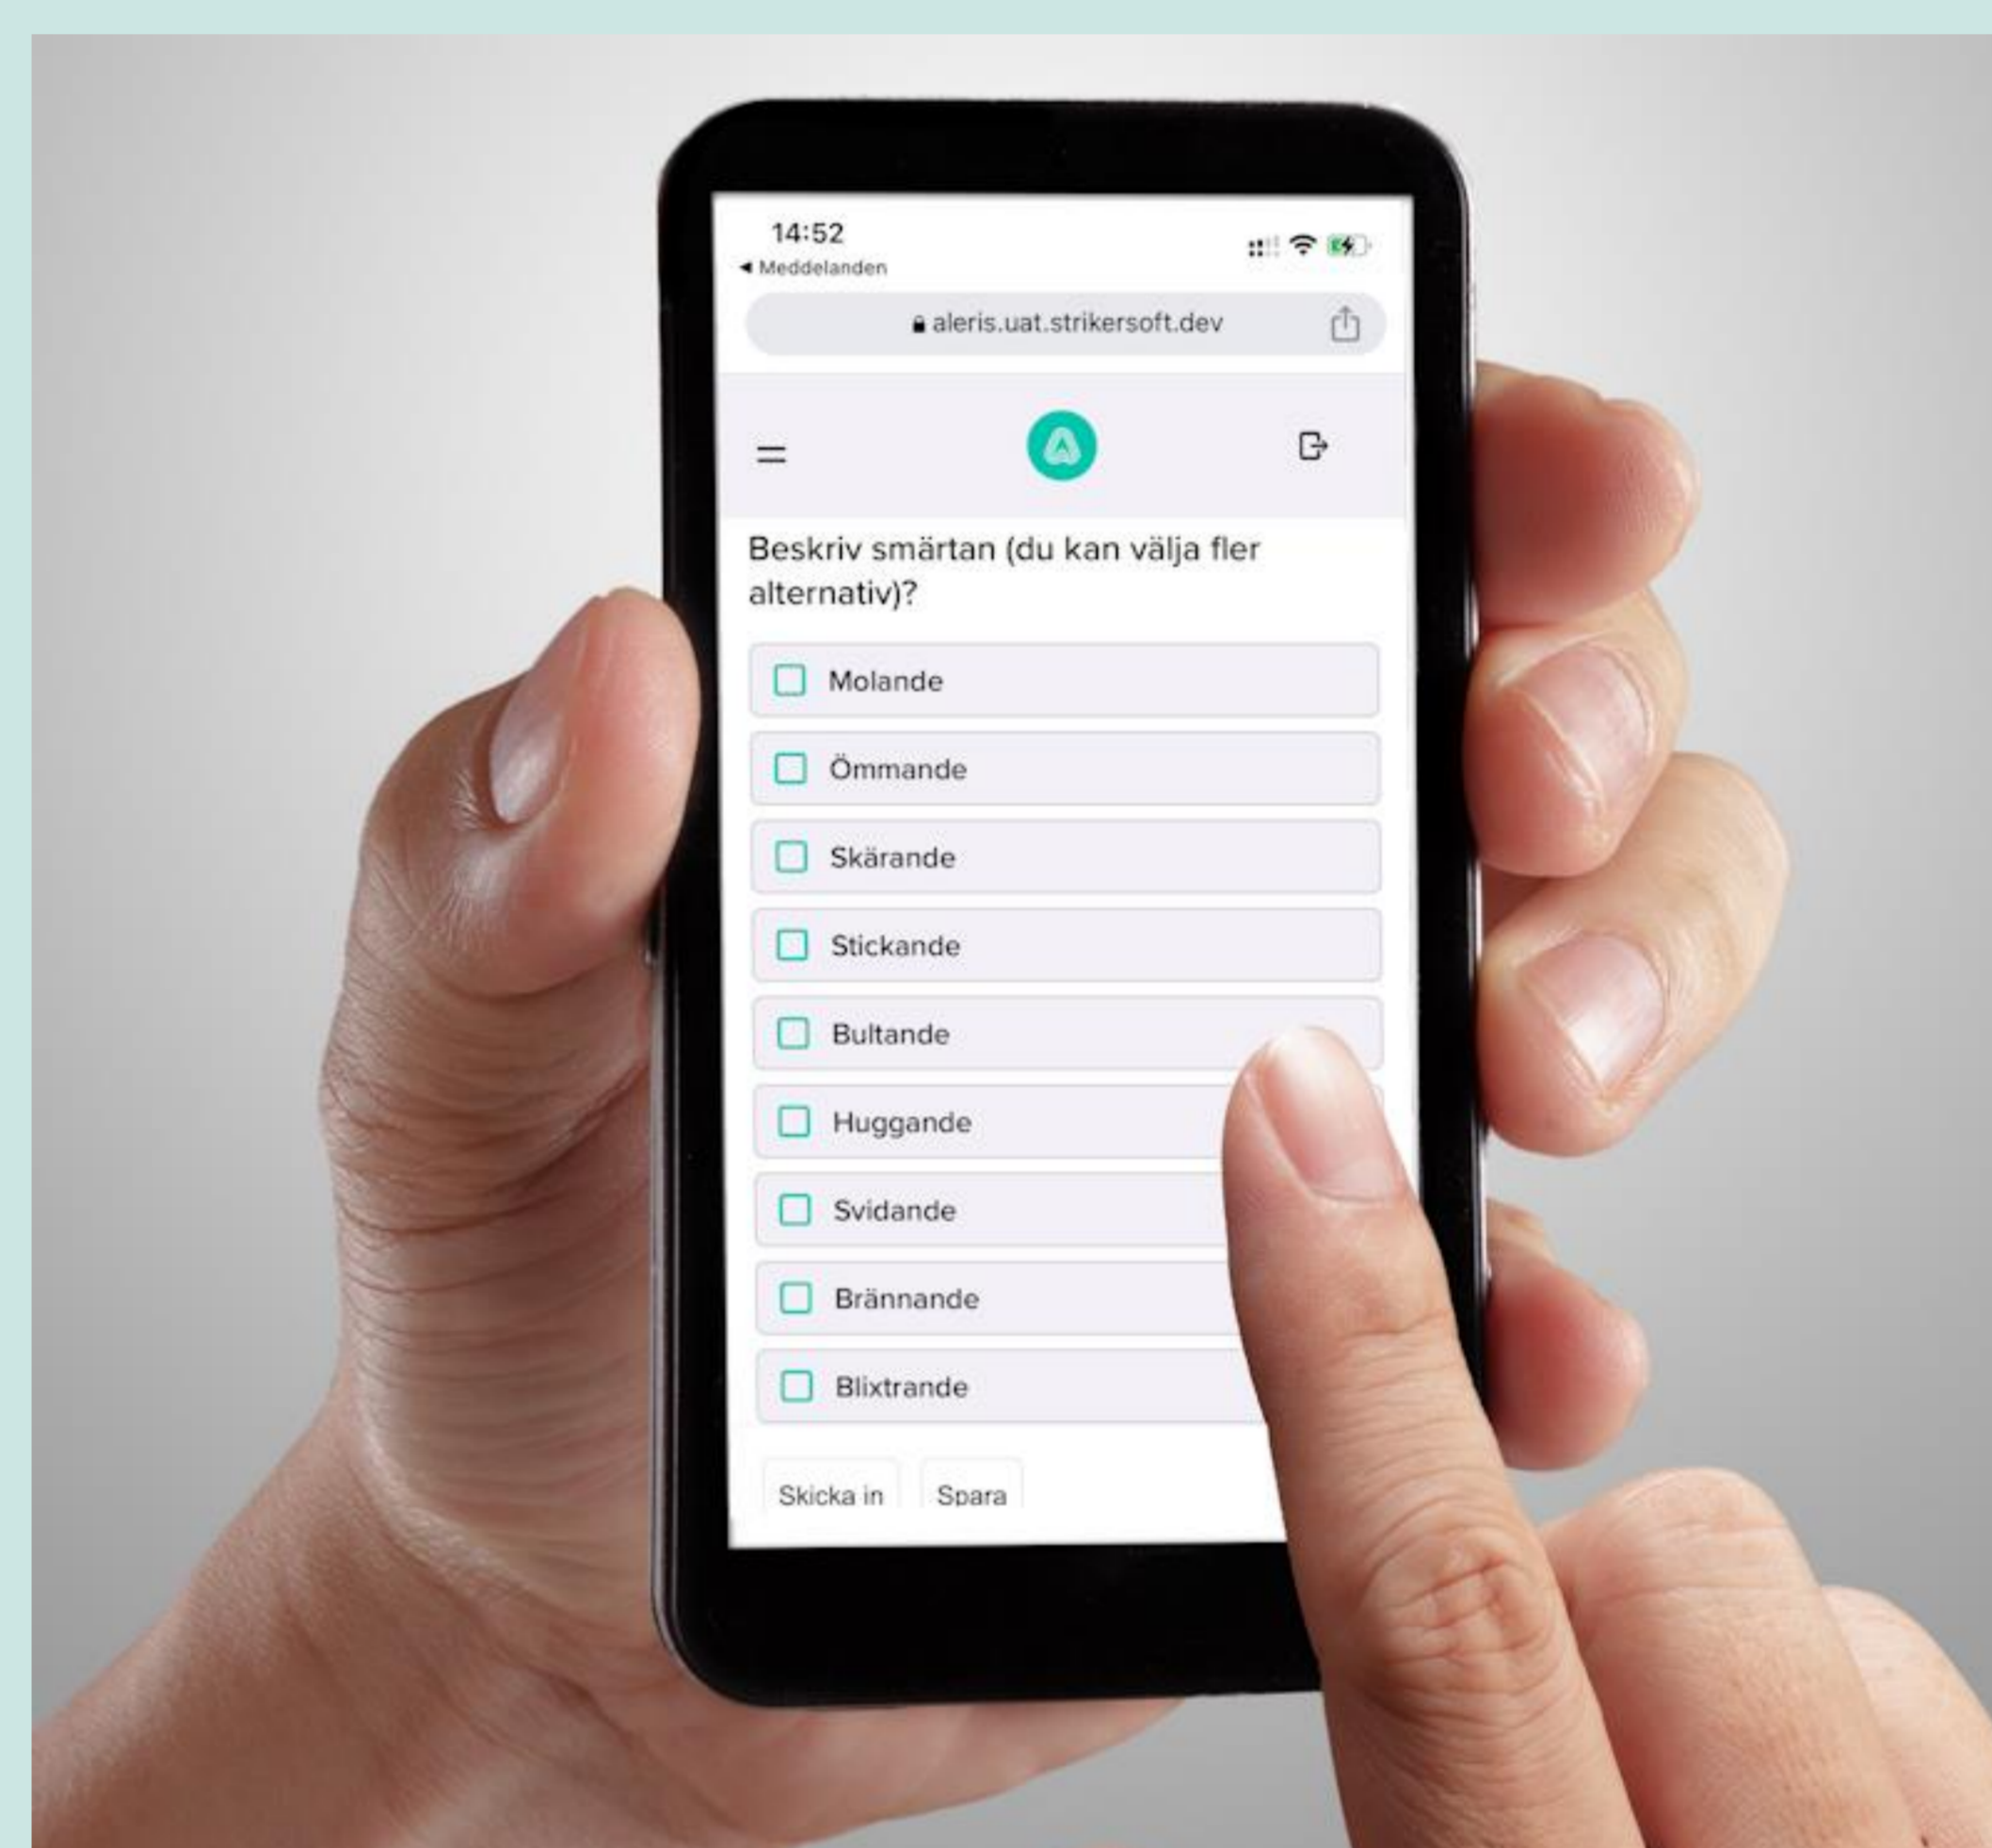 14:52
◀ Meddelanden
aleris.uat.strikersoft.dev
Beskriv smärtan (du kan välja fler
alternativ)?
Molande
Ömmande
Skärande
Stickande
Bultande
Huggande
Svidande
Brännande
Blixtrande
Skicka in Spara